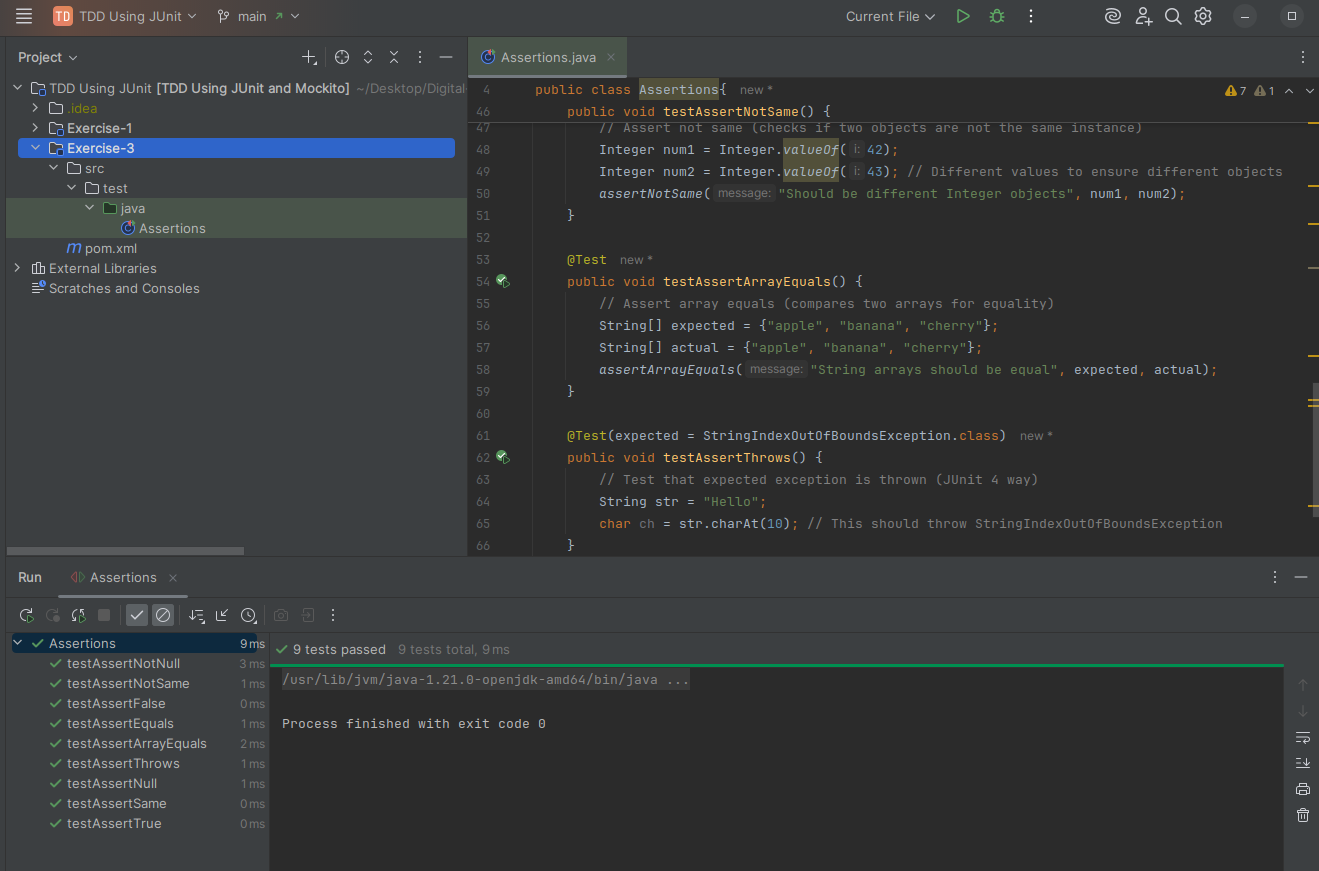 TD TDD Using JUnit main Current File
Project
TDD Using JUnit [TDD Using JUnit and Mockito] ~/Desktop/Digital-
.idea
Exercise-1
Exercise-3
src
test
java
Assertions
pom.xml
External Libraries
Scratches and Consoles
Assertions.java
4 public class Assertions{ new *
7 1
46 public void testAssertNotSame() {
47 // Assert not same (checks if two objects are not the same instance)
48 Integer num1 = Integer.valueOf( i: 42);
49 Integer num2 = Integer.valueOf( i: 43); // Different values to ensure different objects
50 assertNotSame( message: "Should be different Integer objects", num1, num2);
51 }
52
53 @Test new *
54 public void testAssertArrayEquals() {
55 // Assert array equals (compares two arrays for equality)
56 String[] expected = {"apple", "banana", "cherry"};
57 String[] actual = {"apple", "banana", "cherry"};
58 assertArrayEquals( message: "String arrays should be equal", expected, actual);
59 }
60
61 @Test(expected = StringIndexOutOfBoundsException.class) new *
62 public void testAssertThrows() {
63 // Test that expected exception is thrown (JUnit 4 way)
64 String str = "Hello";
65 char ch = str.charAt(10); // This should throw StringIndexOutOfBoundsException
66 }
Run Assertions
Assertions 9 ms
testAssertNotNull 3 ms
testAssertNotSame 1 ms
testAssertFalse 0 ms
testAssertEquals 1 ms
testAssertArrayEquals 2 ms
testAssertThrows 1 ms
testAssertNull 1 ms
testAssertSame 0 ms
testAssertTrue 0 ms
9 tests passed 9 tests total, 9 ms
/usr/lib/jvm/java-1.21.0-openjdk-amd64/bin/java ...
Process finished with exit code 0